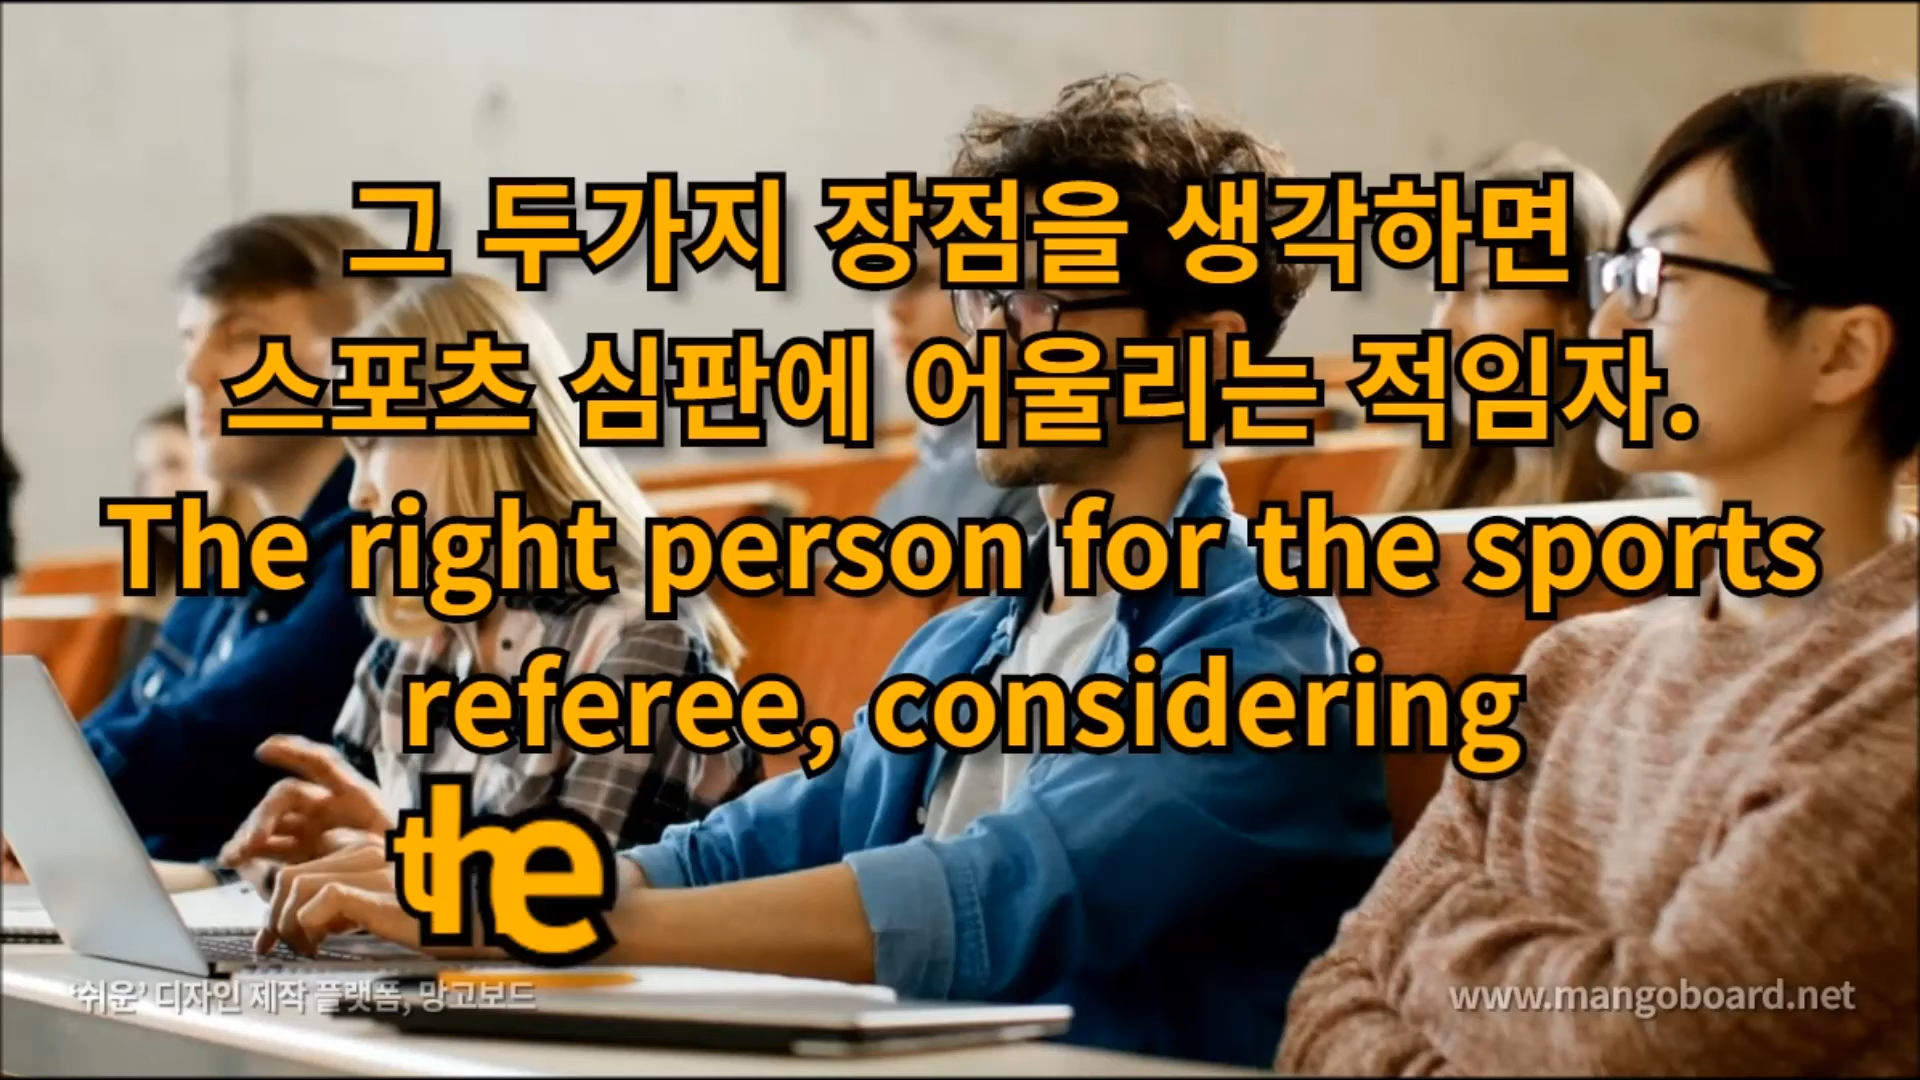 그 두가지 장점을 생각하면
스포츠 심판에 어울리는 적임자.
The right person for the sports
referee, considering
the
‘쉬운’ 디자인 제작 플랫폼, 망고보드
www.mangoboard.net